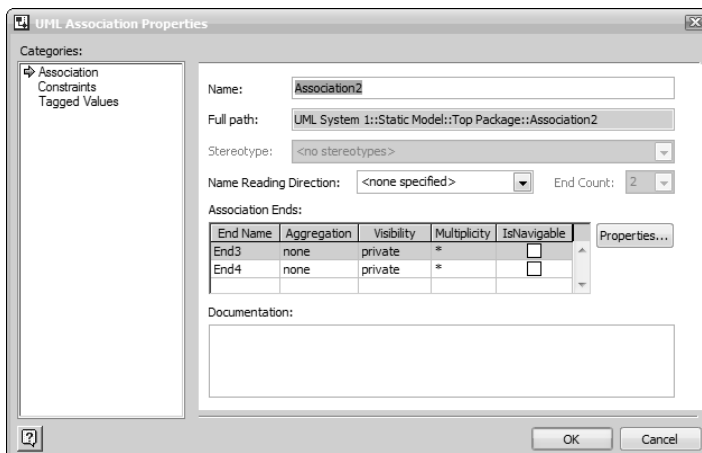 UML Association Properties
Categories:
Association
Constraints
Tagged Values
Name: Association2
Full path: UML System 1::Static Model::Top Package::Association2
Stereotype: <no stereotypes>
Name Reading Direction: <none specified> End Count: 2
Association Ends:
End Name Aggregation Visibility Multiplicity IsNavigable Properties...
End3 none private *
End4 none private *
Documentation:
? OK Cancel